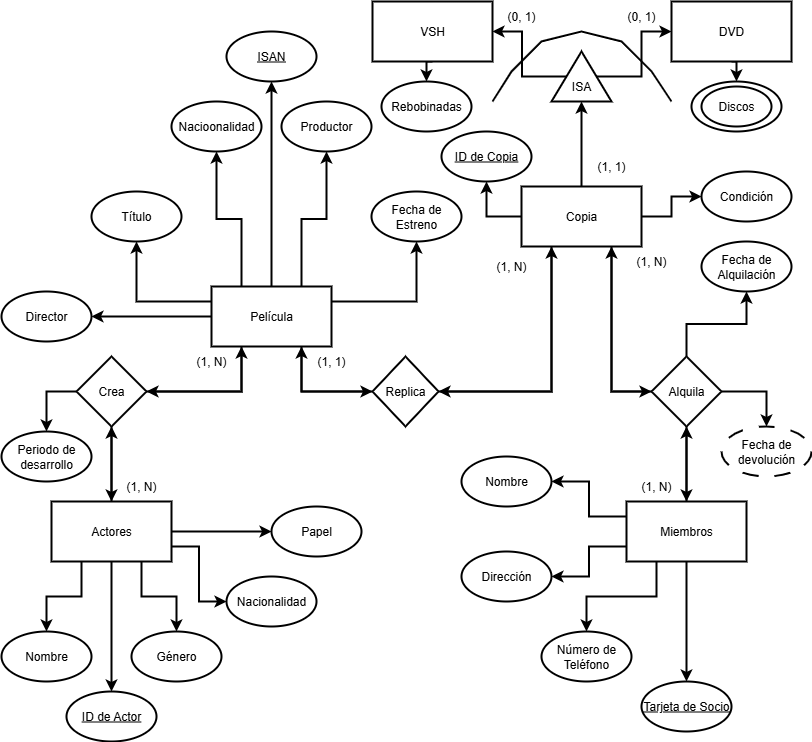 (0, 1)
(0, 1)
VSH
DVD
ISAN
ISA
Rebobinadas
Discos
Nacioonalidad
Productor
ID de Copia
(1, 1)
Condición
Título
Fecha de
Estreno
Copia
(1, N)
(1, N)
Fecha de
Alquilación
Director
Película
(1, N)
(1, 1)
Crea
Replica
Alquila
Periodo de
desarrollo
Fecha de
devolución
(1, N)
(1, N)
Nombre
Actores
Papel
Miembros
Dirección
Nacionalidad
Nombre
Género
Número de
Teléfono
ID de Actor
Tarjeta de Socio